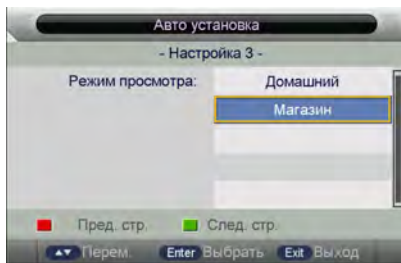 Авто установка
- Настройка 3 -
Режим просмотра: Домашний
Магазин
Пред. стр. След. стр.
Перем. Enter Выбрать Exit Выход